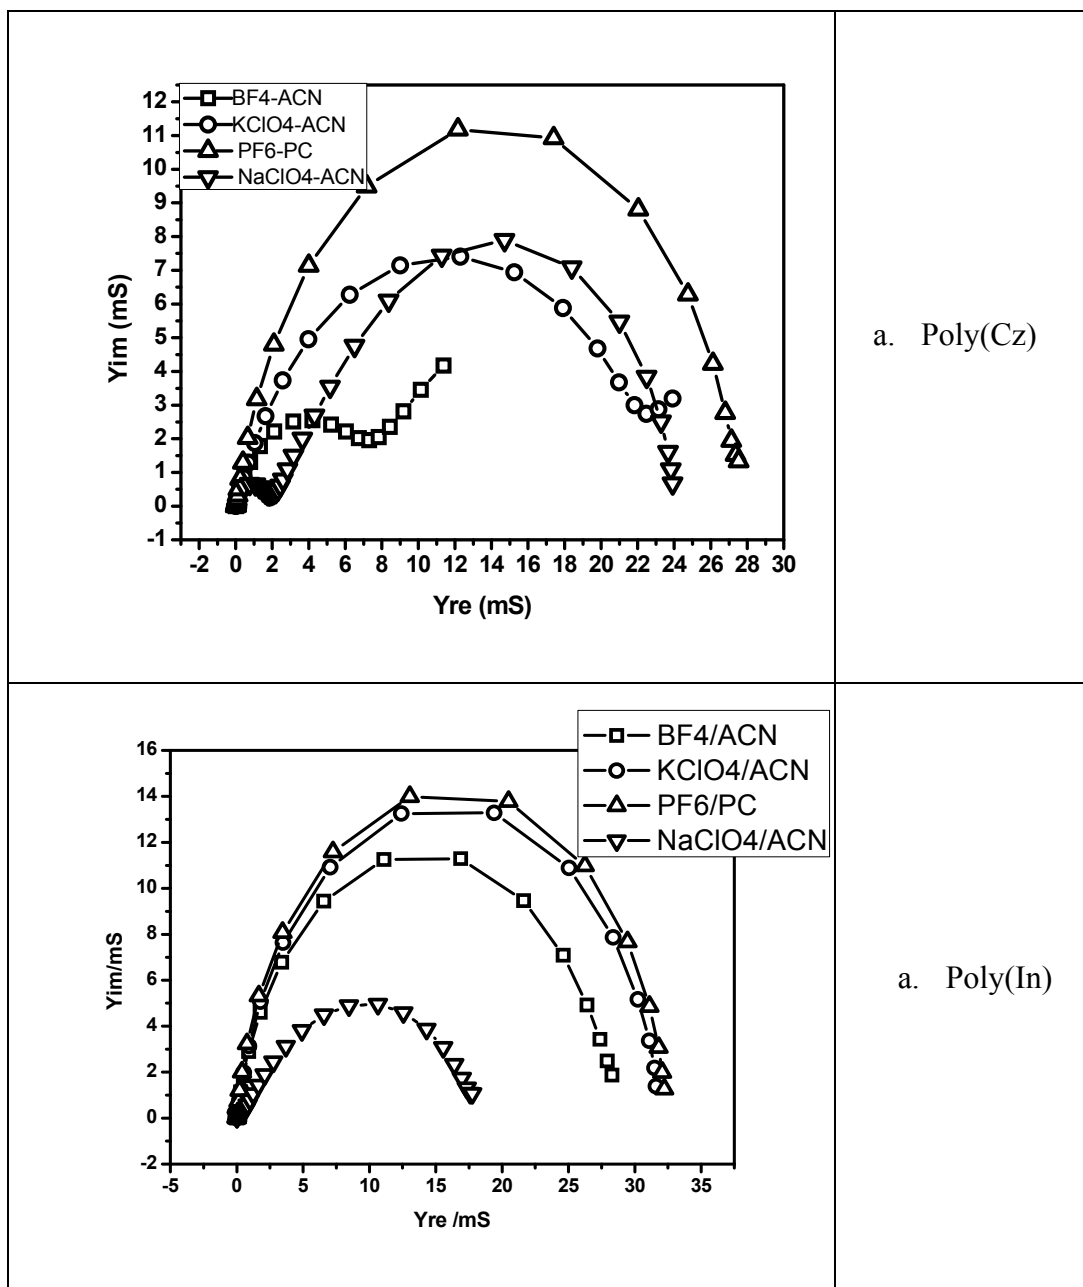 12
11
10
9
8
7
6
5
4
3
2
1
0
-1
Yim (mS)
BF4-ACN
KClO4-ACN
PF6-PC
NaClO4-ACN
-2 0 2 4 6 8 10 12 14 16 18 20 22 24 26 28 30
Yre (mS)
a. Poly(Cz)
16
14
12
10
8
6
4
2
0
-2
Yim/mS
BF4/ACN
KClO4/ACN
PF6/PC
NaClO4/ACN
-5 0 5 10 15 20 25 30 35
Yre /mS
a. Poly(In)